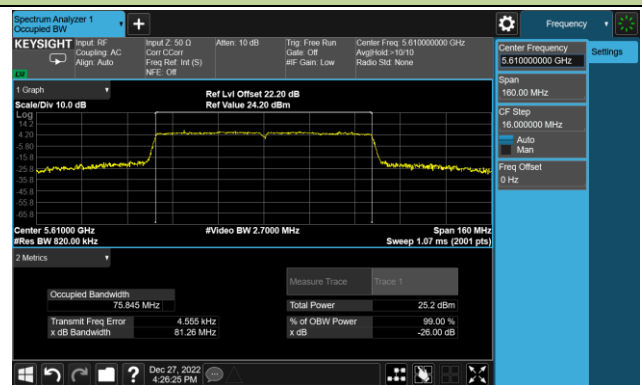 Spectrum Analyzer 1
Occupied BW
+
Frequency
KEYSIGHT
Input: RF
Coupling: AC
Align: Auto
Input Z: 50 Ω
Corr CCorr
Freq Ref: Int (S)
NFE: Off
Atten: 10 dB
Trig: Free Run
Gate: Off
#IF Gain: Low
Center Freq: 5.610000000 GHz
Avg|Hold:>10/10
Radio Std: None
LW
Center Frequency
5.610000000 GHz
Settings
Span
160.00 MHz
CF Step
16.000000 MHz
Auto
Man
Freq Offset
0 Hz
1 Graph
Scale/Div 10.0 dB
Ref Lvl Offset 22.20 dB
Ref Value 24.20 dBm
Log
14.2
4.20
-5.80
-15.8
-25.8
-35.8
-45.8
-55.8
-65.8
Center 5.61000 GHz
#Res BW 820.00 kHz
#Video BW 2.7000 MHz
Span 160 MHz
Sweep 1.07 ms (2001 pts)
2 Metrics
Measure Trace
Trace 1
Occupied Bandwidth
75.845 MHz
Total Power
25.2 dBm
Transmit Freq Error
4.555 kHz
% of OBW Power
99.00 %
x dB Bandwidth
81.26 MHz
x dB
-26.00 dB
?
Dec 27, 2022
4:26:25 PM